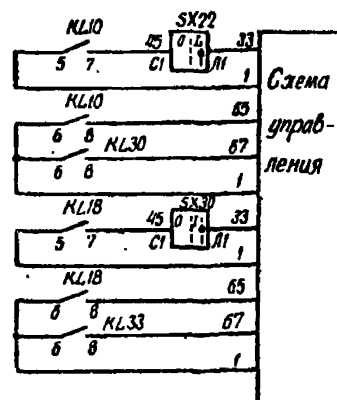 SX22
KL10 45 0 L 33
5 7 C1 Л1
1
KL10 65
6 8 KL30 67
6 8
1
Схема
управ-
ления
SX30
KL18 45 0 33
5 7 C1 Л1
1
KL18 65
6 8 KL33 67
6 8
1